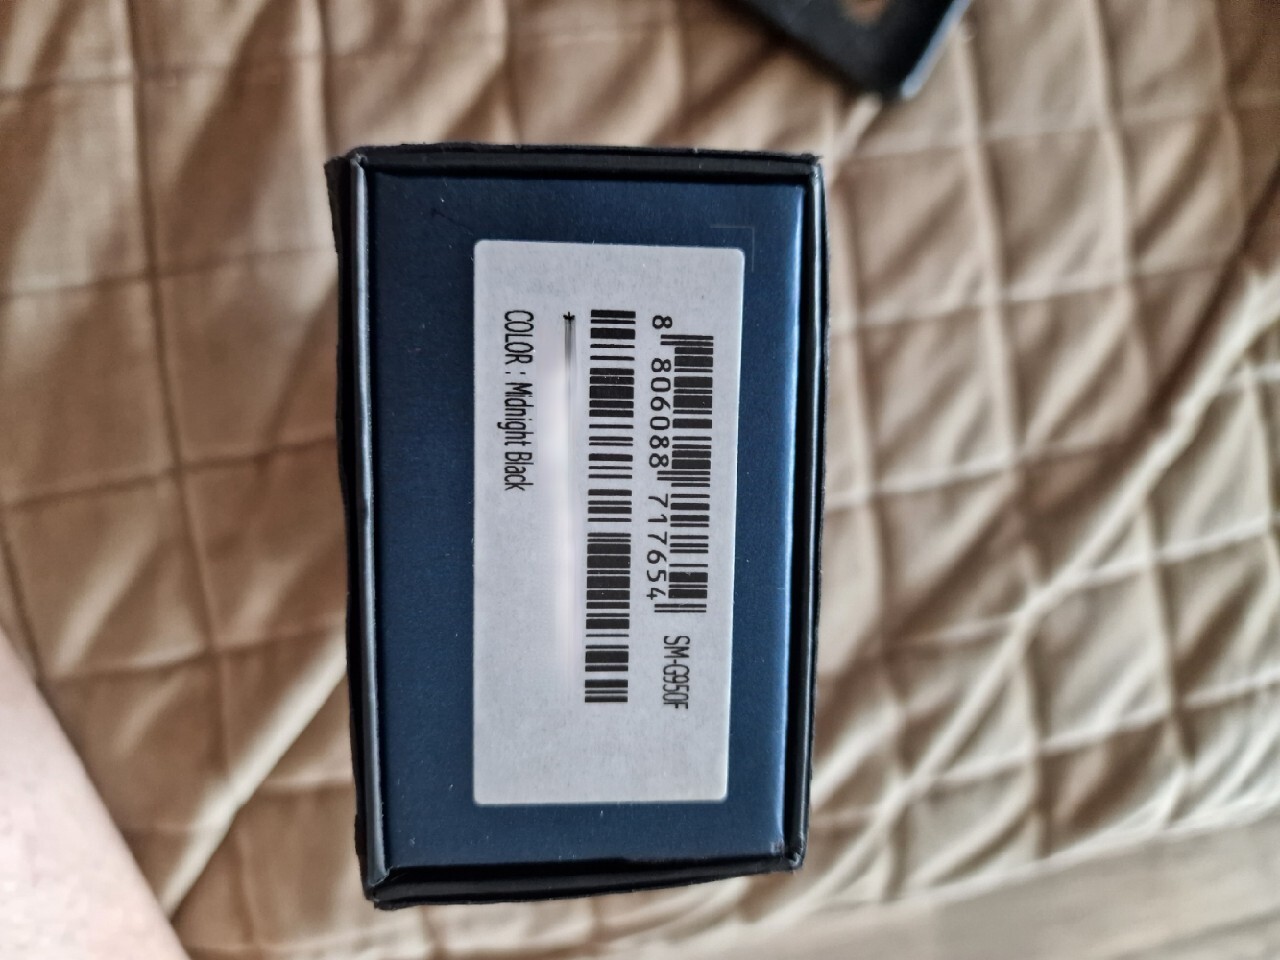 8 806088 717654
SM-G950F
*
COLOR : Midnight Black